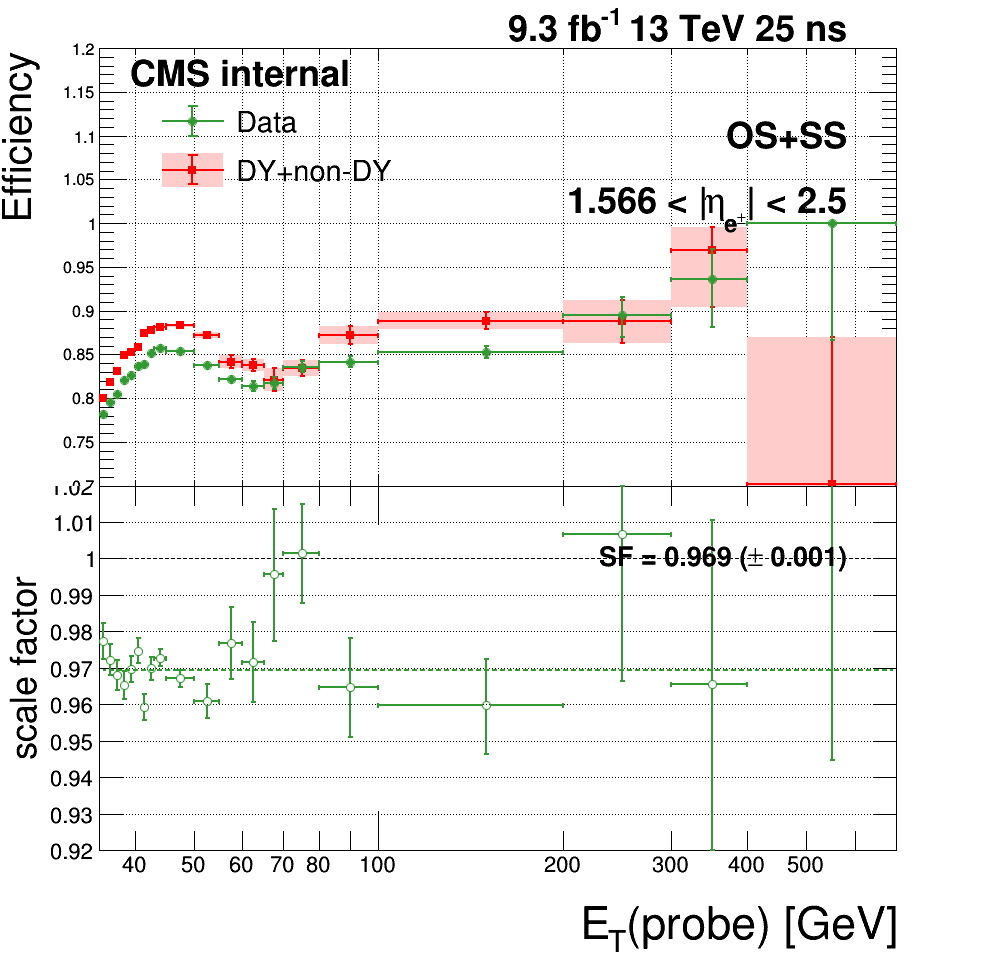 9.3 fb⁻¹ 13 TeV 25 ns
Efficiency
1.2
1.15
1.1
1.05
1
0.95
0.9
0.85
0.8
0.75
CMS internal
Data
DY+non-DY
OS+SS
1.566 < |η_e±| < 2.5
scale factor
1.02
1.01
1
0.99
0.98
0.97
0.96
0.95
0.94
0.93
0.92
SF = 0.969 (± 0.001)
40 50 60 70 80 100 200 300 400 500
E_T(probe) [GeV]